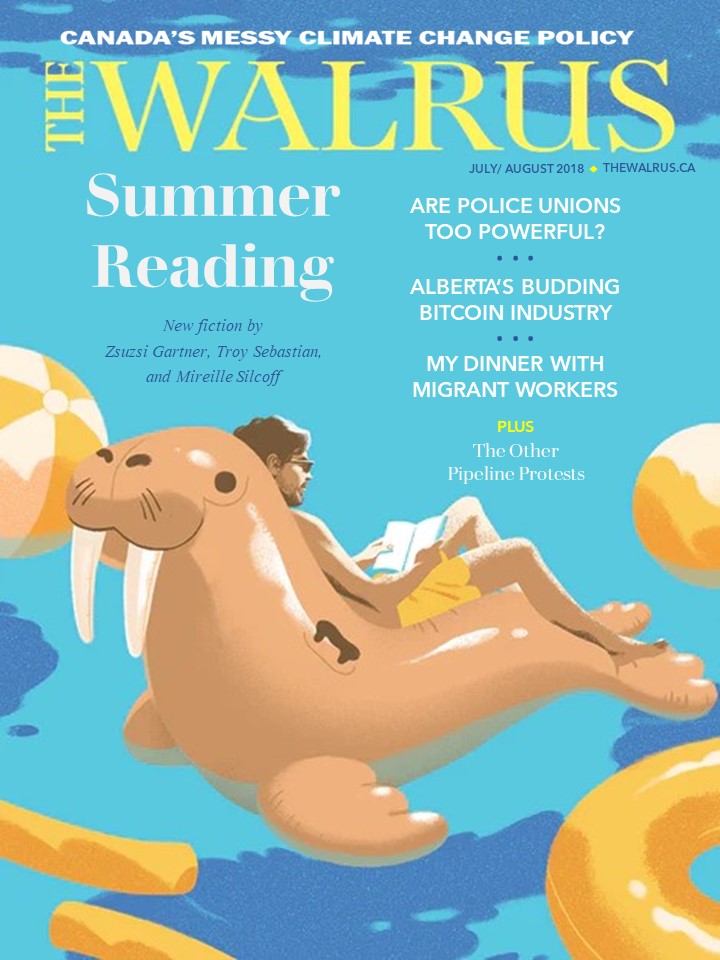 CANADA'S MESSY CLIMATE CHANGE POLICY
THE WALRUS
JULY/ AUGUST 2018 ◆ THEWALRUS.CA
Summer
Reading
New fiction by
Zsuzsi Gartner, Troy Sebastian,
and Mireille Silcoff
ARE POLICE UNIONS
TOO POWERFUL?
• • •
ALBERTA'S BUDDING
BITCOIN INDUSTRY
• • •
MY DINNER WITH
MIGRANT WORKERS
PLUS
The Other
Pipeline Protests